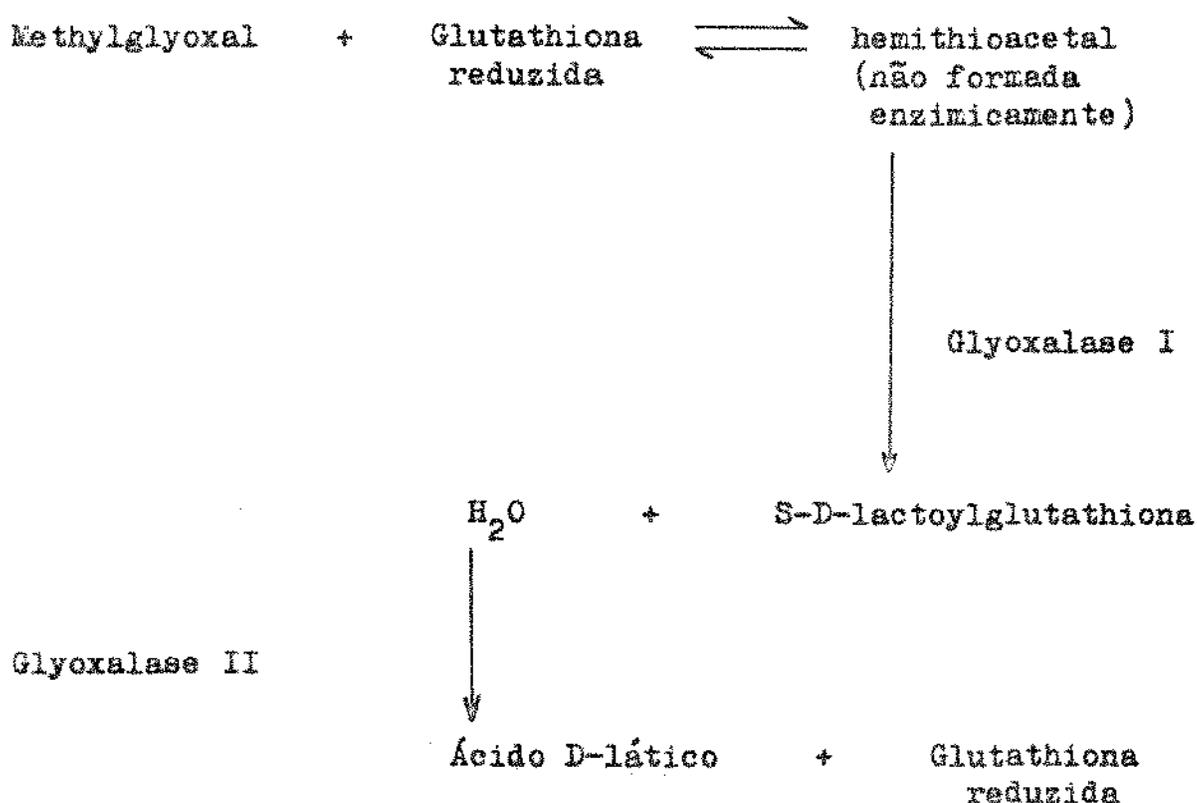 Methylglyoxal + Glutathiona hemithioacetal
reduzida (não formada
enzimicamente)
Glyoxalase I
H2O + S-D-lactoylglutathiona
Glyoxalase II
Ácido D-lático + Glutathiona
reduzida